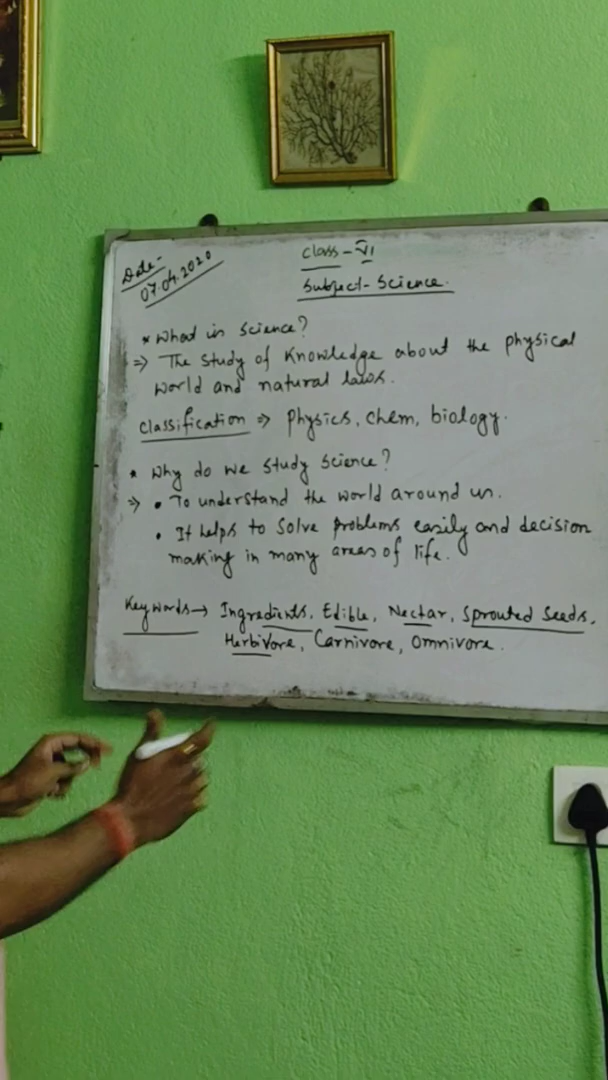 Date-
07.04.2020
Class - VI
Subject - Science.
* What is science?
⇒ The study of knowledge about the physical
world and natural laws.
Classification ⇒ Physics, chem, biology.
* Why do we study science?
⇒ • To understand the world around us.
• It helps to solve problems easily and decision
making in many areas of life.
Keywords → Ingredients, Edible, Nectar, Sprouted Seeds,
Herbivore, Carnivore, Omnivore.